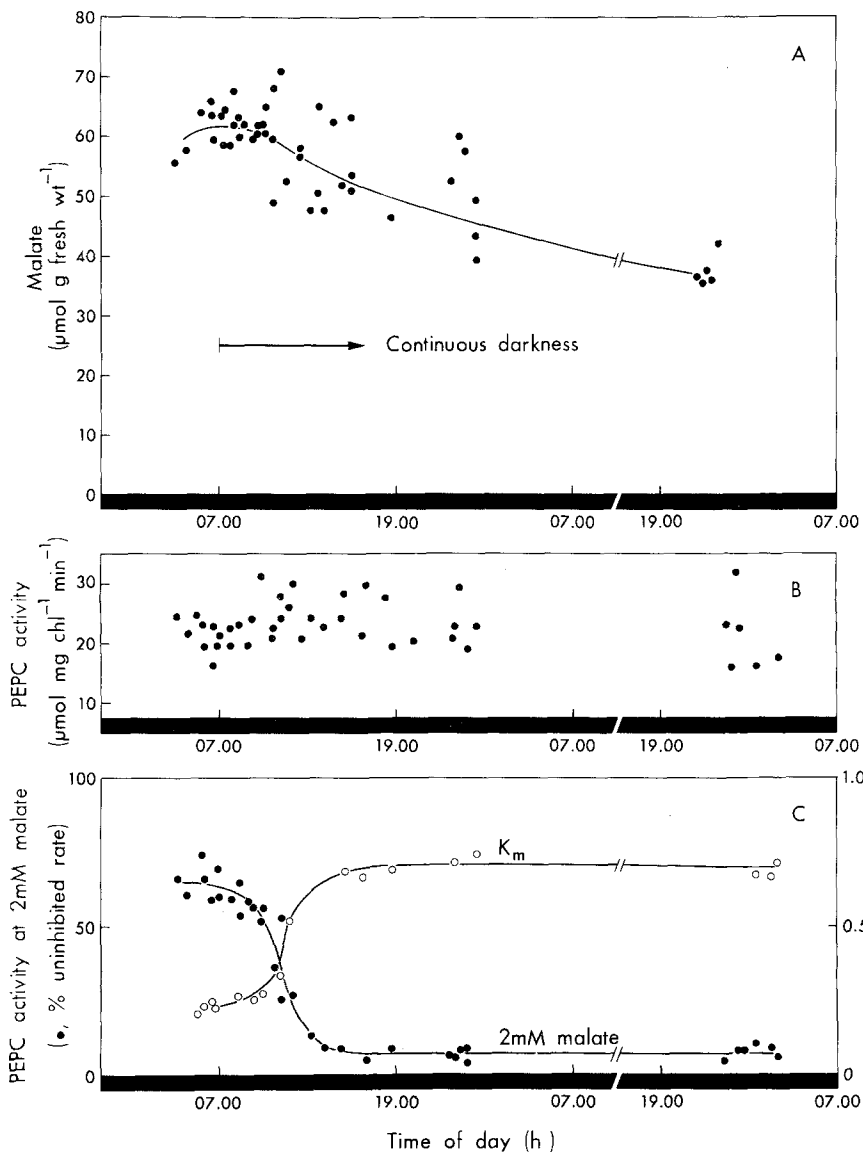 80
A
70
60
50
40
30
20
10
0
Malate
(µmol g fresh wt⁻¹)
Continuous darkness
07.00 19.00 07.00 19.00 07.00
B
30
20
10
PEPC activity
(µmol mg chl⁻¹ min⁻¹)
07.00 19.00 07.00 19.00 07.00
100
1.0
C
Km
50
0.5
2mM malate
0
0
PEPC activity at 2mM malate
(●, % uninhibited rate)
07.00 19.00 07.00 19.00 07.00
Time of day (h)